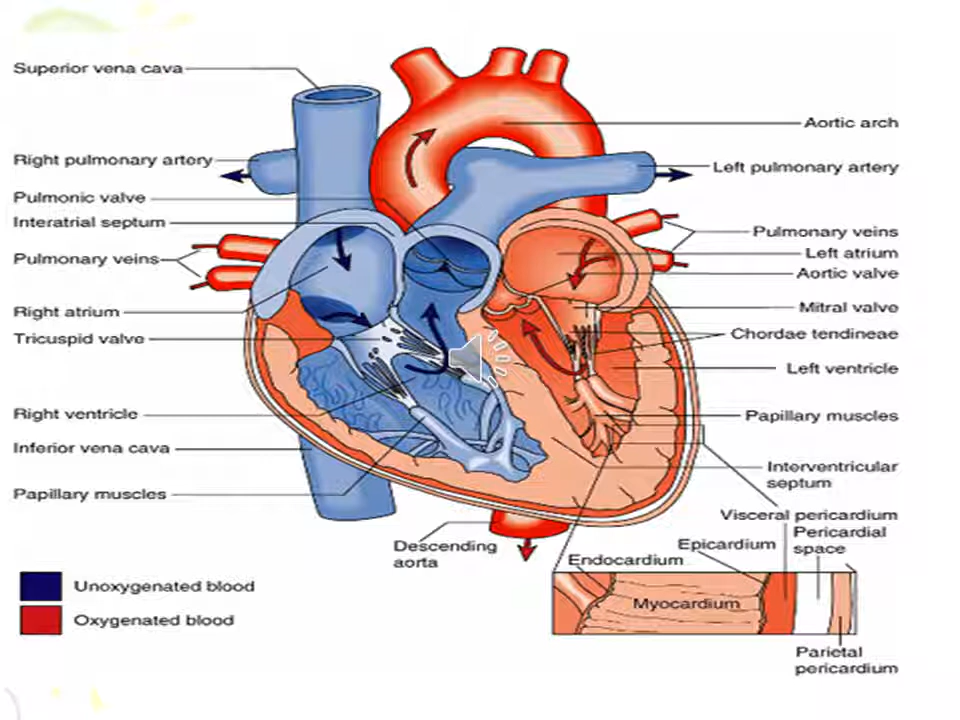 Superior vena cava
Right pulmonary artery
Pulmonic valve
Interatrial septum
Pulmonary veins
Right atrium
Tricuspid valve
Right ventricle
Inferior vena cava
Papillary muscles
Aortic arch
Left pulmonary artery
Pulmonary veins
Left atrium
Aortic valve
Mitral valve
Chordae tendineae
Left ventricle
Papillary muscles
Interventricular
septum
Visceral pericardium
Pericardial
space
Epicardium
Endocardium
Myocardium
Parietal
pericardium
Descending
aorta
Unoxygenated blood
Oxygenated blood